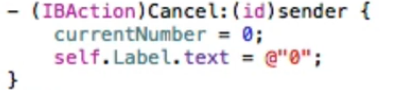 - (IBAction)Cancel:(id)sender {
    currentNumber = 0;
    self.Label.text = @"0";
}